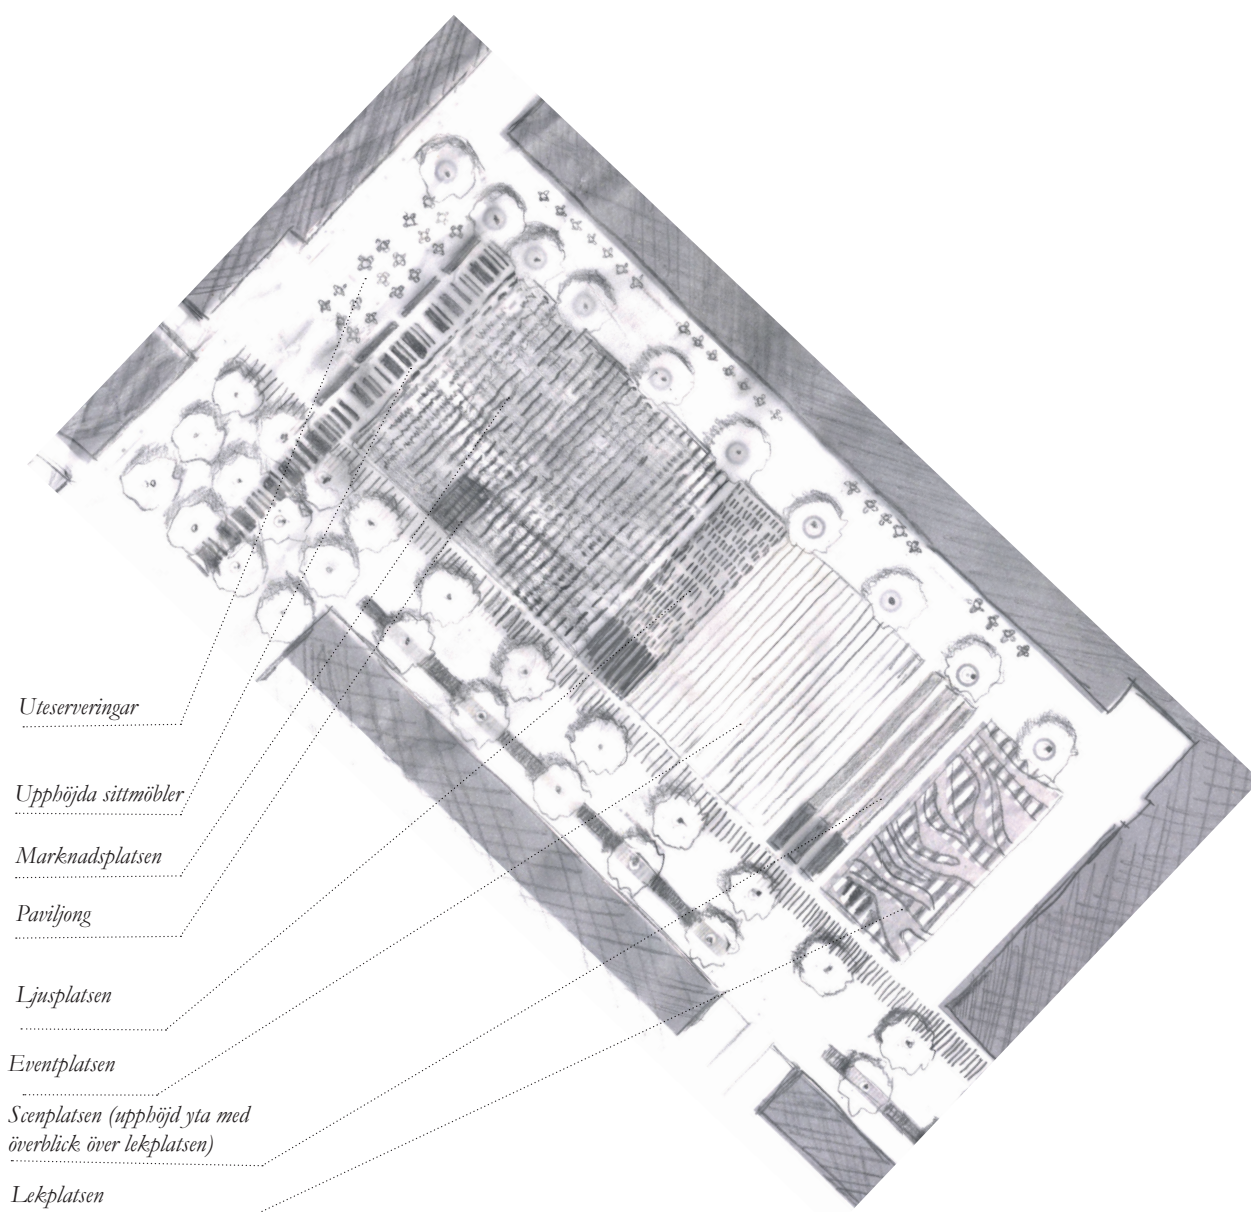 Uteserveringar
Upphöjda sittmöbler
Marknadsplatsen
Paviljong
Ljusplatsen
Eventplatsen
Scenplatsen (upphöjd yta med
överblick över lekplatsen)
Lekplatsen